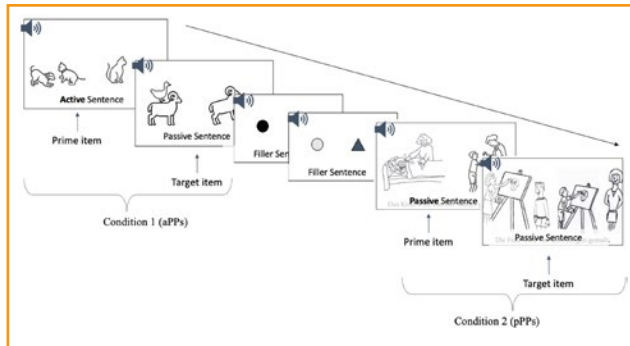 Active Sentence
Prime item
Passive Sentence
Target item
Condition 1 (aPPs)
Filler Sen
Filler Sentence
Passive Sentence
Prime item
Passive Sentence
Target item
Condition 2 (pPPs)